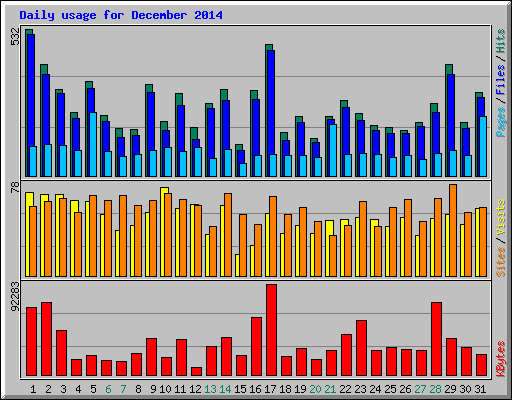 Daily usage for December 2014
532
Pages / Files / Hits
78
Sites / Visits
92283
KBytes
1 2 3 4 5 6 7 8 9 10 11 12 13 14 15 16 17 18 19 20 21 22 23 24 25 26 27 28 29 30 31